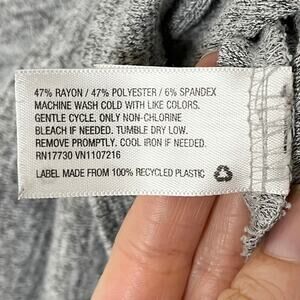 47% RAYON / 47% POLYESTER / 6% SPANDEX
MACHINE WASH COLD WITH LIKE COLORS.
GENTLE CYCLE. ONLY NON-CHLORINE
BLEACH IF NEEDED. TUMBLE DRY LOW.
REMOVE PROMPTLY. COOL IRON IF NEEDED.
RN17730 VN1107216
LABEL MADE FROM 100% RECYCLED PLASTIC